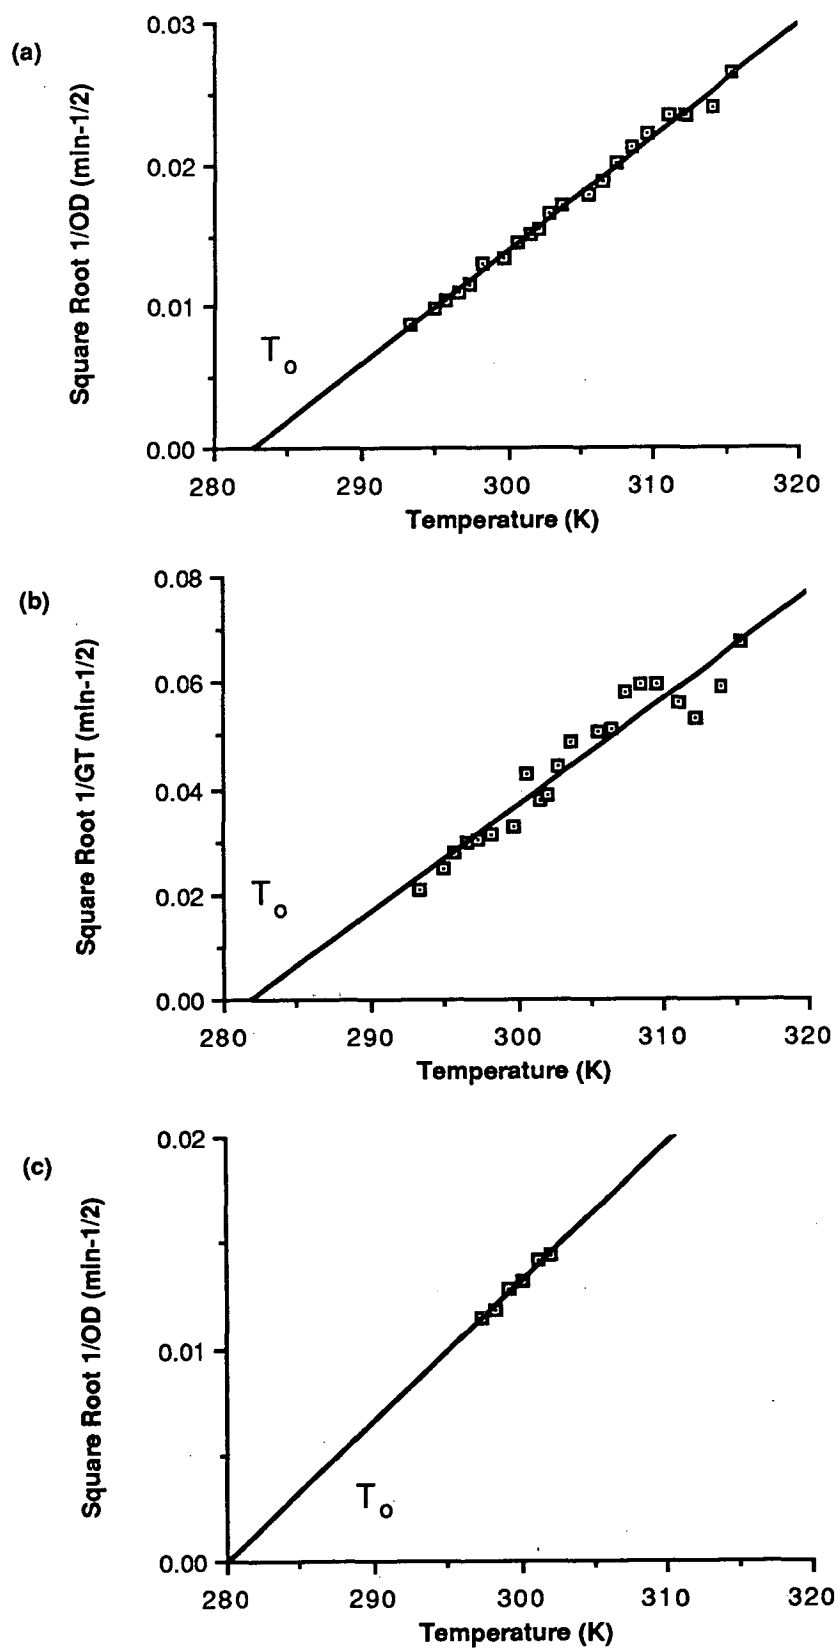 (a)
Square Root 1/OD (min-1/2)
0.03
0.02
0.01
0.00
To
280 290 300 310 320
Temperature (K)
(b)
Square Root 1/GT (min-1/2)
0.08
0.06
0.04
0.02
0.00
To
280 290 300 310 320
Temperature (K)
(c)
Square Root 1/OD (min-1/2)
0.02
0.01
0.00
To
280 290 300 310 320
Temperature (K)